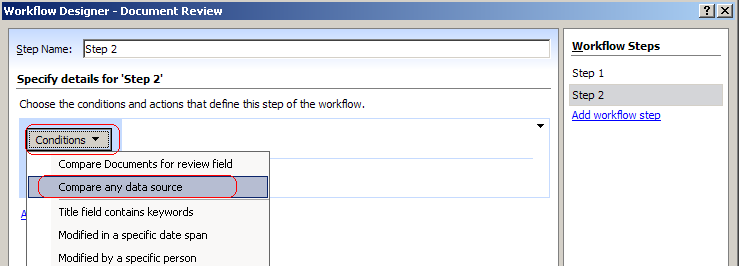 Workflow Designer - Document Review
Step Name: Step 2
Specify details for 'Step 2'
Choose the conditions and actions that define this step of the workflow.
Conditions
Compare Documents for review field
Compare any data source
Title field contains keywords
Modified in a specific date span
Modified by a specific person
Workflow Steps
Step 1
Step 2
Add workflow step